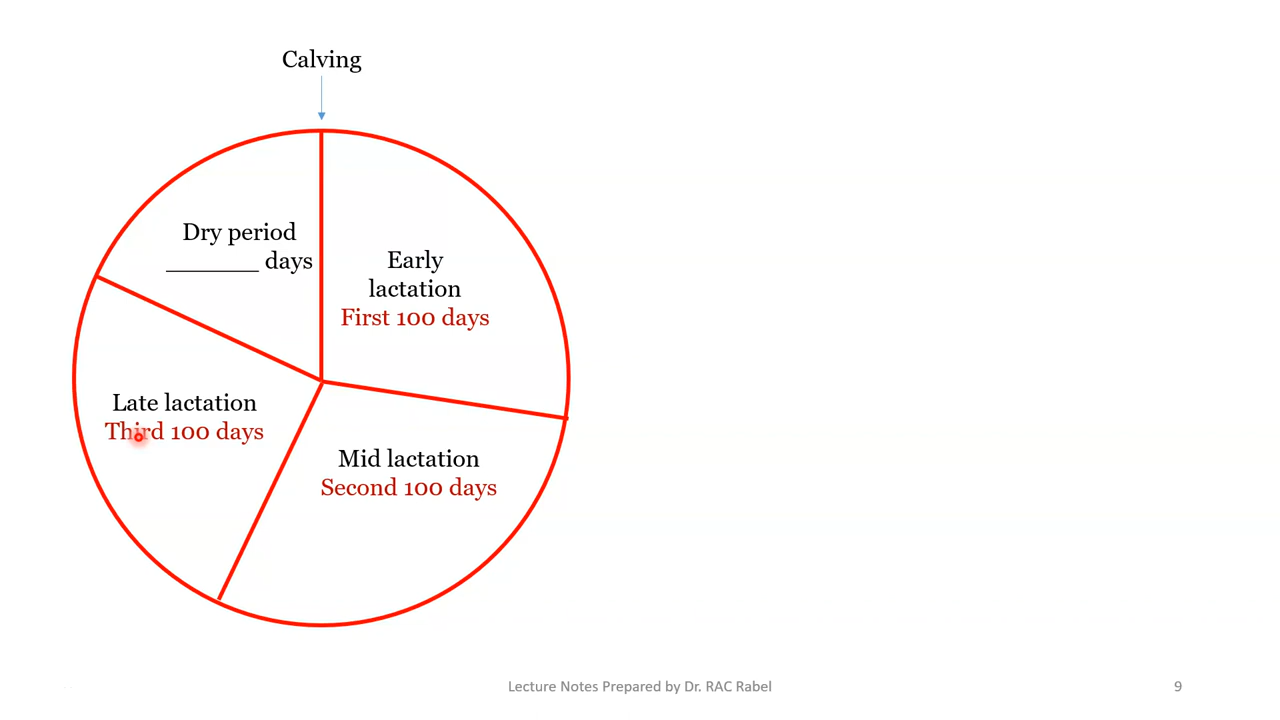 Calving
Dry period
_______ days
Early
lactation
First 100 days
Late lactation
Third 100 days
Mid lactation
Second 100 days
Lecture Notes Prepared by Dr. RAC Rabel
9